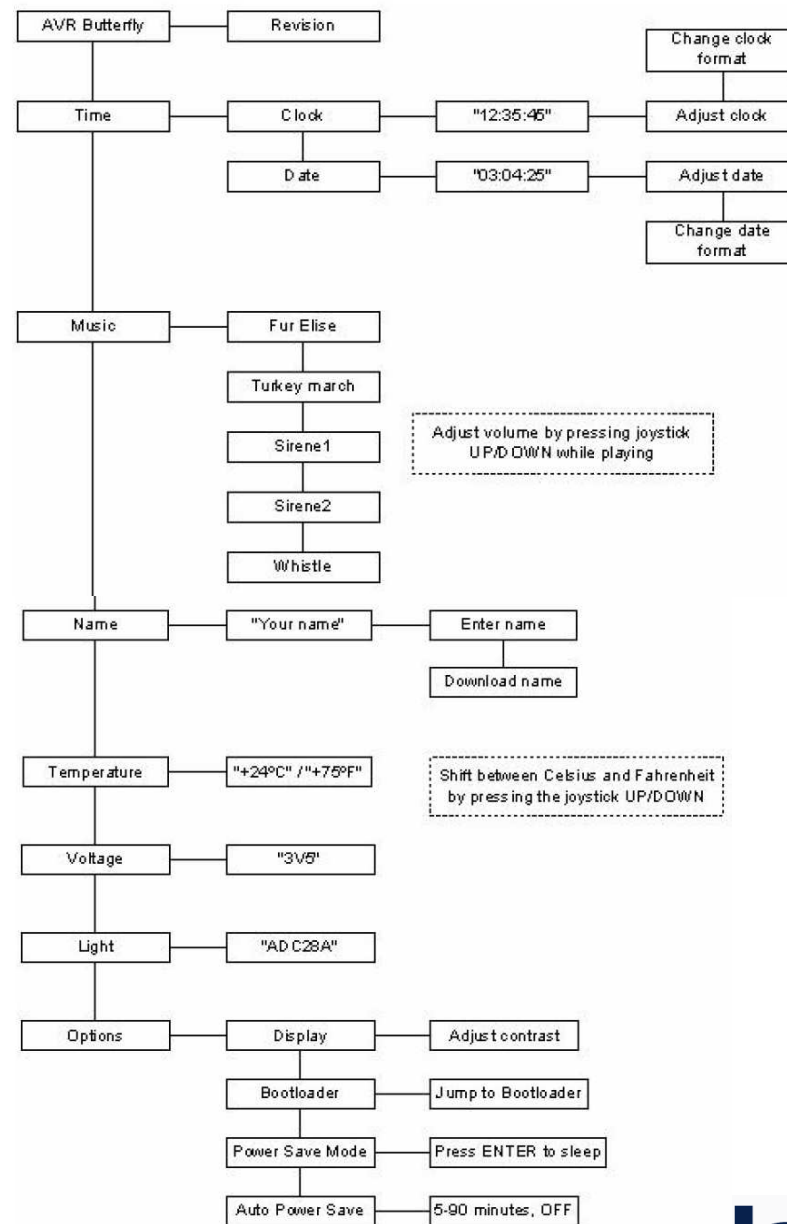 AVR Butterfly
Revision
Change clock
format
Time
Clock
"12:35:45"
Adjust clock
Date
"03:04:25"
Adjust date
Change date
format
Music
Fur Elise
Turkey march
Sirene1
Sirene2
Whistle
Adjust volume by pressing joystick
UP/DOWN while playing
Name
"Your name"
Enter name
Download name
Temperature
"+24ºC" / "+75ºF"
Shift between Celsius and Fahrenheit
by pressing the joystick UP/DOWN
Voltage
"3V5"
Light
"ADC28A"
Options
Display
Adjust contrast
Bootloader
Jump to Bootloader
Power Save Mode
Press ENTER to sleep
Auto Power Save
5-90 minutes, OFF